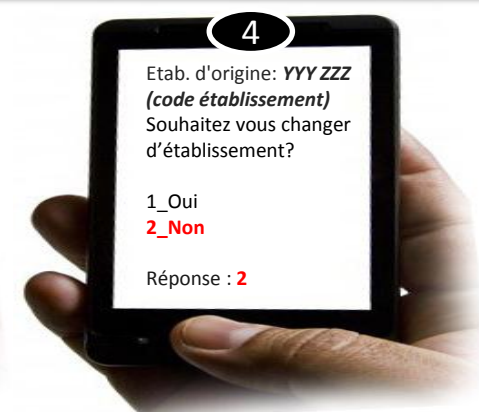 4
Etab. d'origine: YYY ZZZ
(code établissement)
Souhaitez vous changer
d’établissement?
1_Oui
2_Non
Réponse : 2